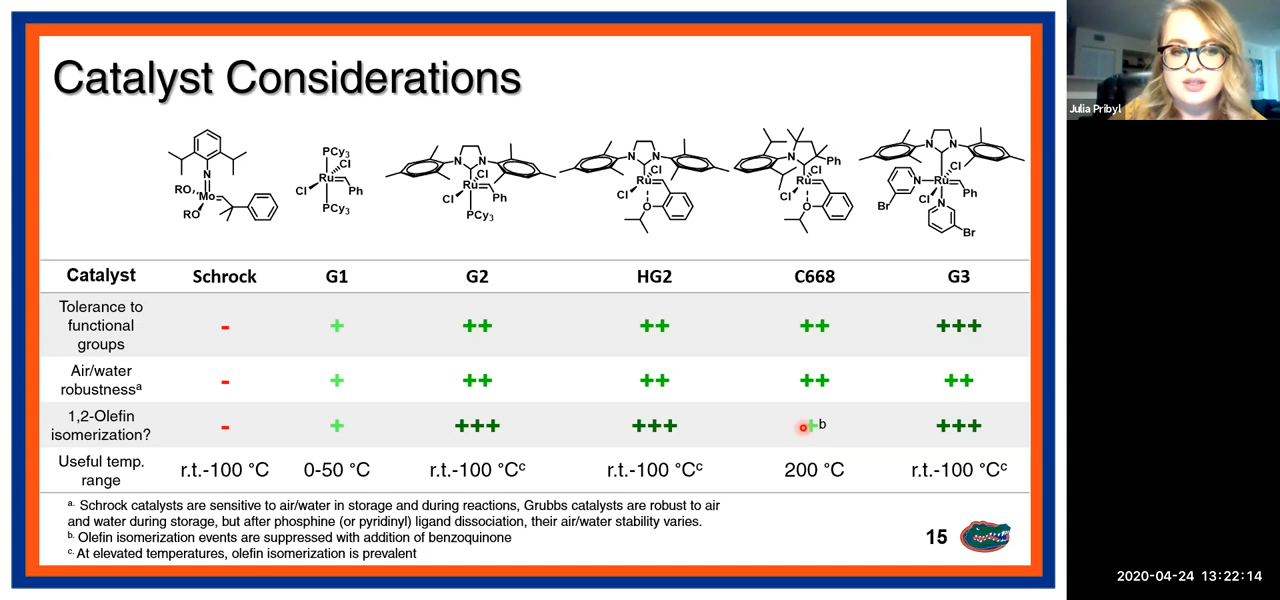 Catalyst Considerations
Julia Pribyl
N
RO
Mo
RO
PCy3
Cl
Ru
Cl
Ph
PCy3
N N
Cl
Ru
Cl
Ph
PCy3
N N
Cl
Ru
Cl
O
N
Ph
Cl
Ru
Cl
O
N N
Cl
N Ru
Cl
Ph
N
Br
Br
Catalyst Schrock G1 G2 HG2 C668 G3
Tolerance to
functional
groups
- + ++ ++ ++ +++
Air/water
robustnessᵃ
- + ++ ++ ++ ++
1,2-Olefin
isomerization?
- + +++ +++ +ᵇ +++
Useful temp.
range
r.t.-100 °C 0-50 °C r.t.-100 °Cᶜ r.t.-100 °Cᶜ 200 °C r.t.-100 °Cᶜ
a. Schrock catalysts are sensitive to air/water in storage and during reactions, Grubbs catalysts are robust to air
and water during storage, but after phosphine (or pyridinyl) ligand dissociation, their air/water stability varies.
b. Olefin isomerization events are suppressed with addition of benzoquinone
c. At elevated temperatures, olefin isomerization is prevalent
15
2020-04-24 13:22:14